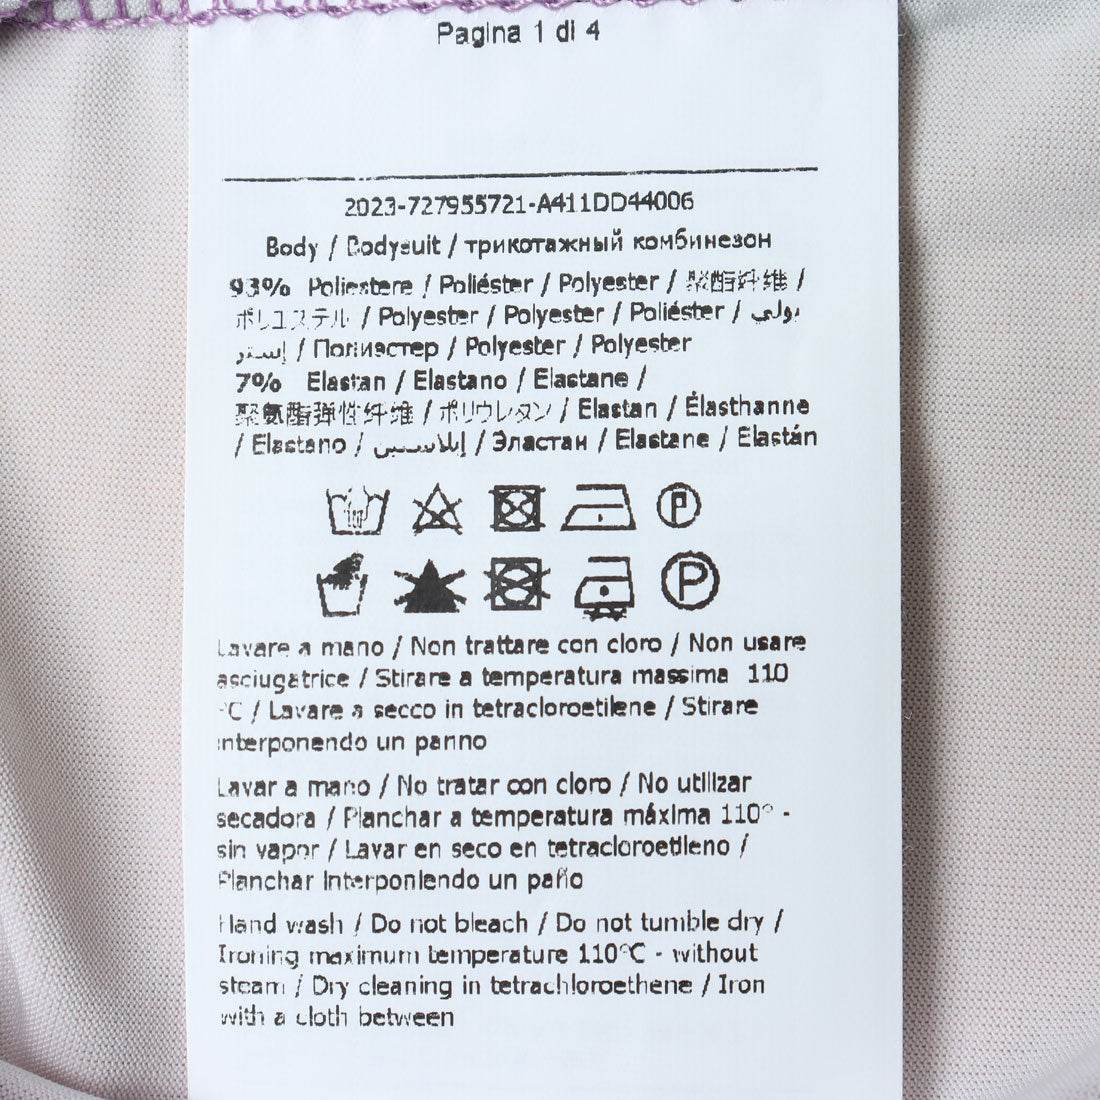 Pagina 1 di 4
2023-727955721-A411DD44006
Body / Bodysuit / трикотажный комбинезон
93% Poliestere / Poliéster / Polyester / 聚酯纤维 /
ポリエステル / Polyester / Polyester / Poliéster / بولي
إستر / Полиэстер / Polyester / Polyester
7% Elastan / Elastano / Elastane /
聚氨酯弹性纤维 / ポリウレタン / Elastan / Élasthanne
/ Elastano / إيلاستين / Эластан / Elastane / Elastán
Lavare a mano / Non trattare con cloro / Non usare
asciugatrice / Stirare a temperatura massima 110
°C / Lavare a secco in tetracloroetilene / Stirare
interponendo un panno
Lavar a mano / No tratar con cloro / No utilizar
secadora / Planchar a temperatura máxima 110° -
sin vapor / Lavar en seco en tetracloroetileno /
Planchar interponiendo un paño
Hand wash / Do not bleach / Do not tumble dry /
Ironing maximum temperature 110°C - without
steam / Dry cleaning in tetrachloroethene / Iron
with a cloth between